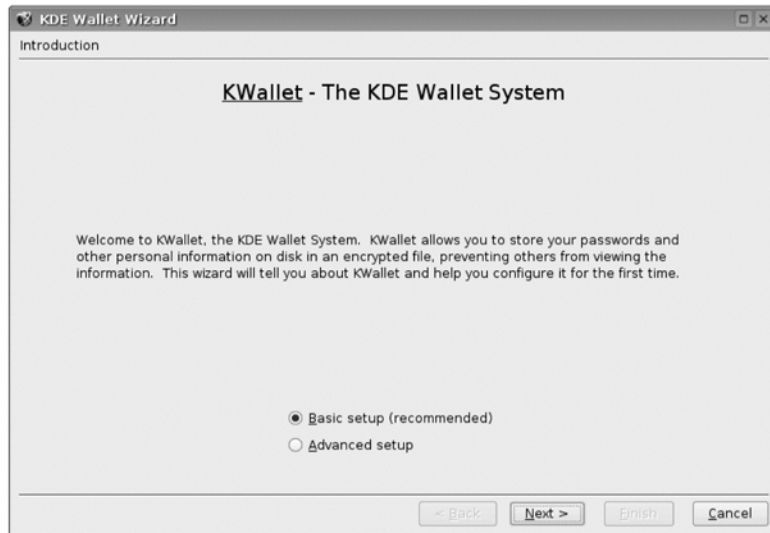 KDE Wallet Wizard
Introduction
KWallet - The KDE Wallet System
Welcome to KWallet, the KDE Wallet System. KWallet allows you to store your passwords and
other personal information on disk in an encrypted file, preventing others from viewing the
information. This wizard will tell you about KWallet and help you configure it for the first time.
Basic setup (recommended)
Advanced setup
< Back
Next >
Finish
Cancel